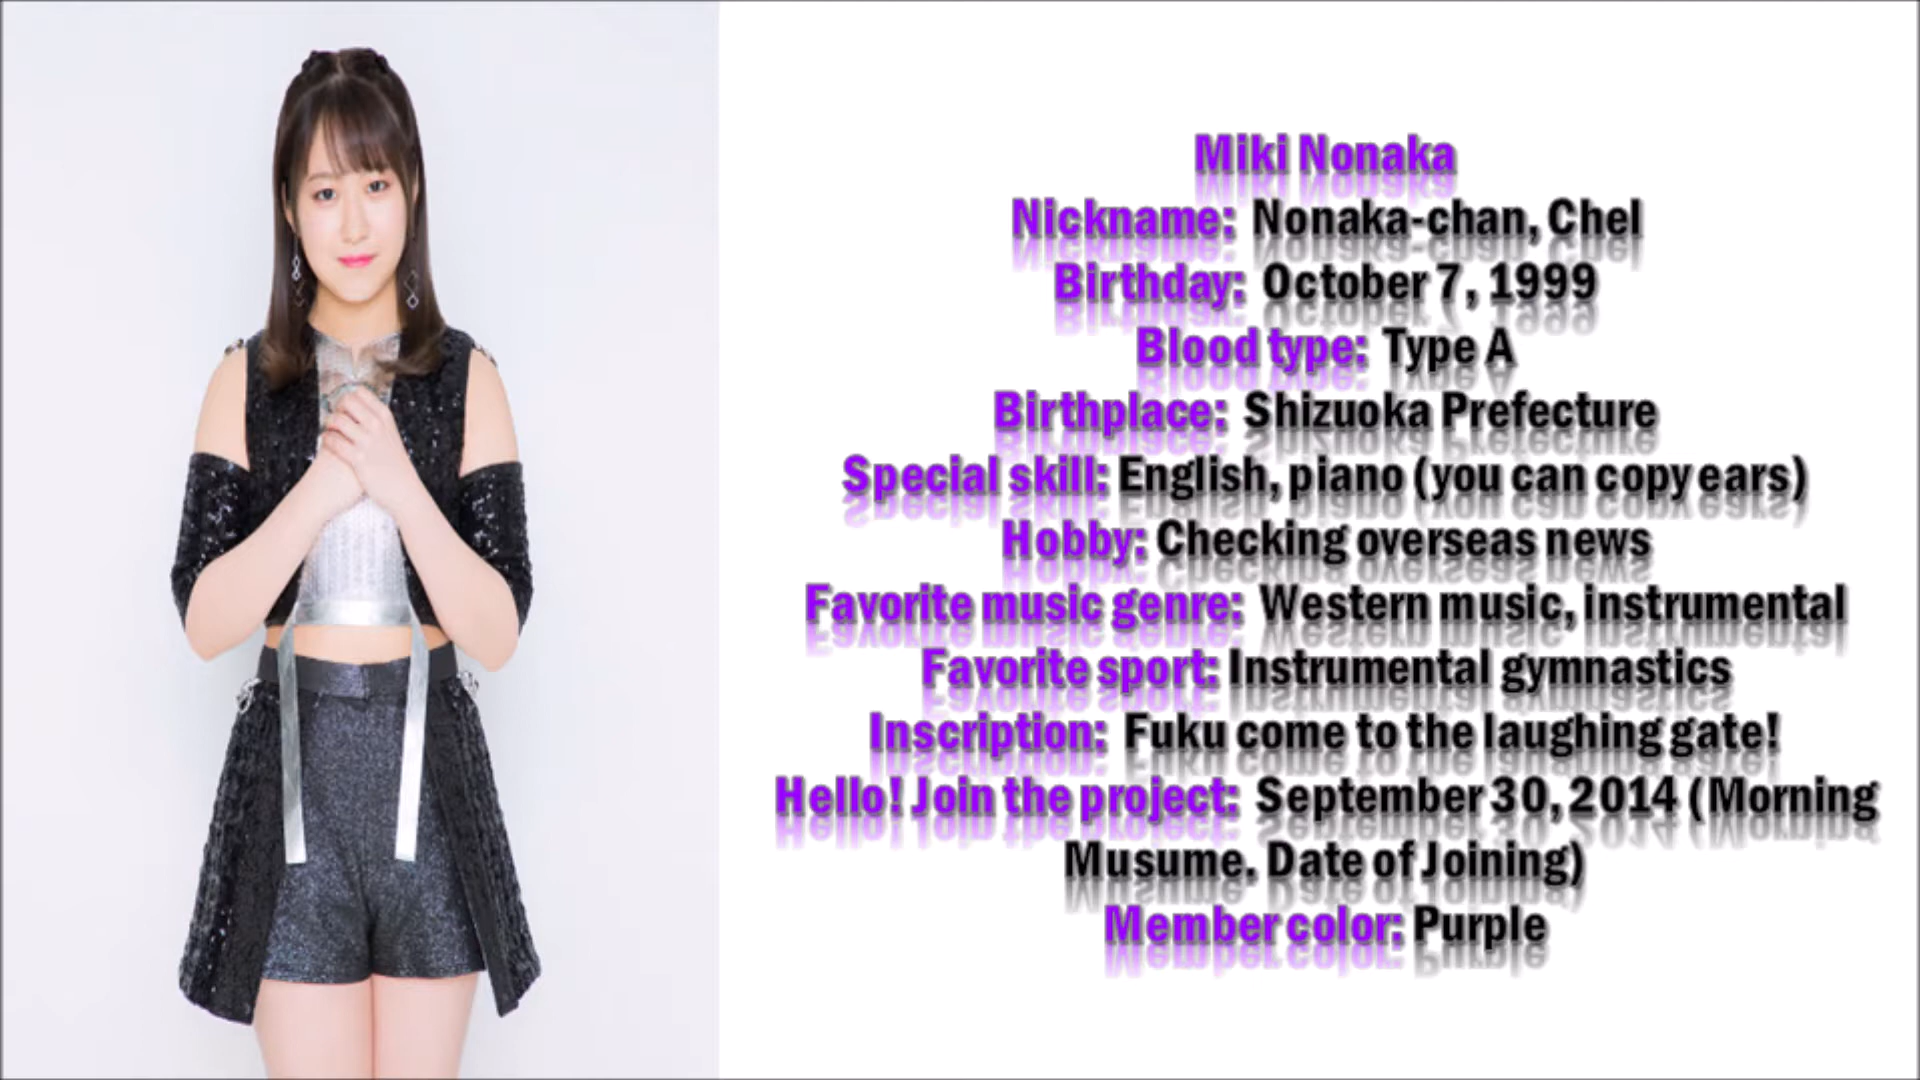 Miki Nonaka
Nickname: Nonaka-chan, Chel
Birthday: October 7, 1999
Blood type: Type A
Birthplace: Shizuoka Prefecture
Special skill: English, piano (you can copy ears)
Hobby: Checking overseas news
Favorite music genre: Western music, instrumental
Favorite sport: Instrumental gymnastics
Inscription: Fuku come to the laughing gate!
Hello! Join the project: September 30, 2014 (Morning
Musume. Date of Joining)
Member color: Purple